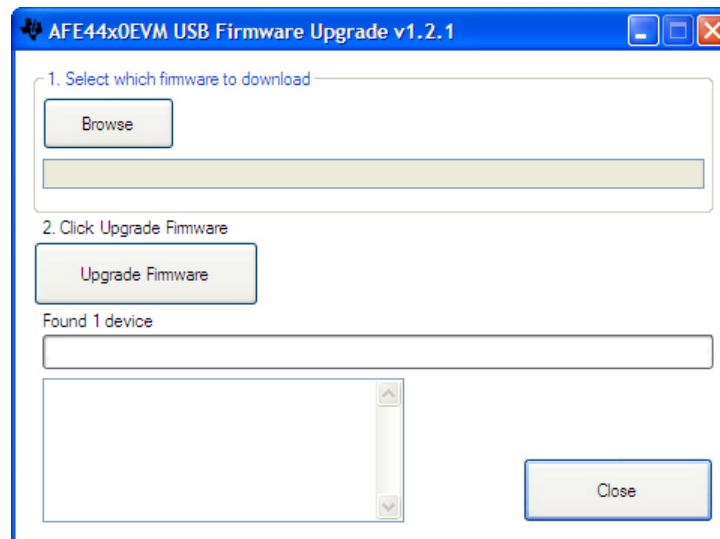 AFE44x0EVM USB Firmware Upgrade v1.2.1
1. Select which firmware to download
Browse
2. Click Upgrade Firmware
Upgrade Firmware
Found 1 device
Close